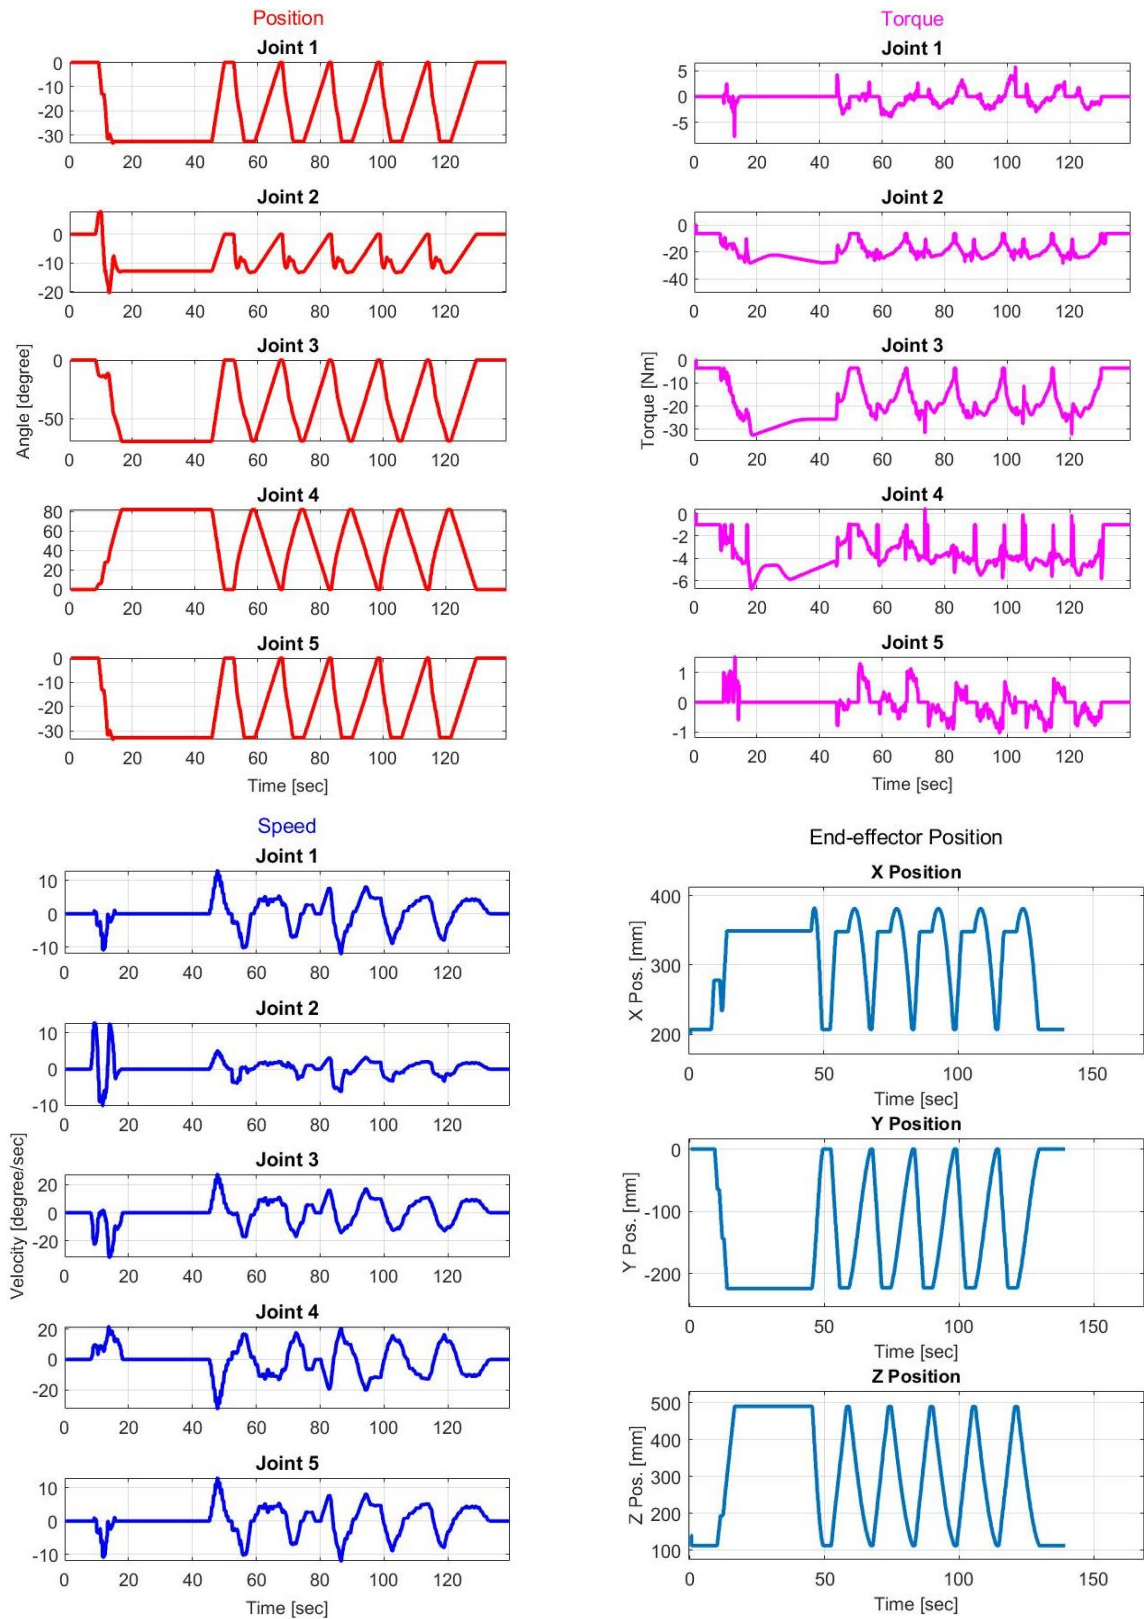 Position
Joint 1
0
-10
-20
-30
0 20 40 60 80 100 120
Joint 2
0
-10
-20
0 20 40 60 80 100 120
Joint 3
0
-50
0 20 40 60 80 100 120
Angle [degree]
Joint 4
80
60
40
20
0
0 20 40 60 80 100 120
Joint 5
0
-10
-20
-30
0 20 40 60 80 100 120
Time [sec]
Torque
Joint 1
5
0
-5
0 20 40 60 80 100 120
Joint 2
0
-20
-40
0 20 40 60 80 100 120
Joint 3
0
-10
-20
-30
0 20 40 60 80 100 120
Torque [Nm]
Joint 4
0
-2
-4
-6
0 20 40 60 80 100 120
Joint 5
1
0
-1
0 20 40 60 80 100 120
Time [sec]
Speed
Joint 1
10
0
-10
0 20 40 60 80 100 120
Joint 2
10
0
-10
0 20 40 60 80 100 120
Joint 3
20
0
-20
0 20 40 60 80 100 120
Velocity [degree/sec]
Joint 4
20
0
-20
0 20 40 60 80 100 120
Joint 5
10
0
-10
0 20 40 60 80 100 120
Time [sec]
End-effector Position
X Position
400
300
200
X Pos. [mm]
0 50 100 150
Time [sec]
Y Position
0
-100
-200
Y Pos. [mm]
0 50 100 150
Time [sec]
Z Position
500
400
300
200
100
Z Pos. [mm]
0 50 100 150
Time [sec]